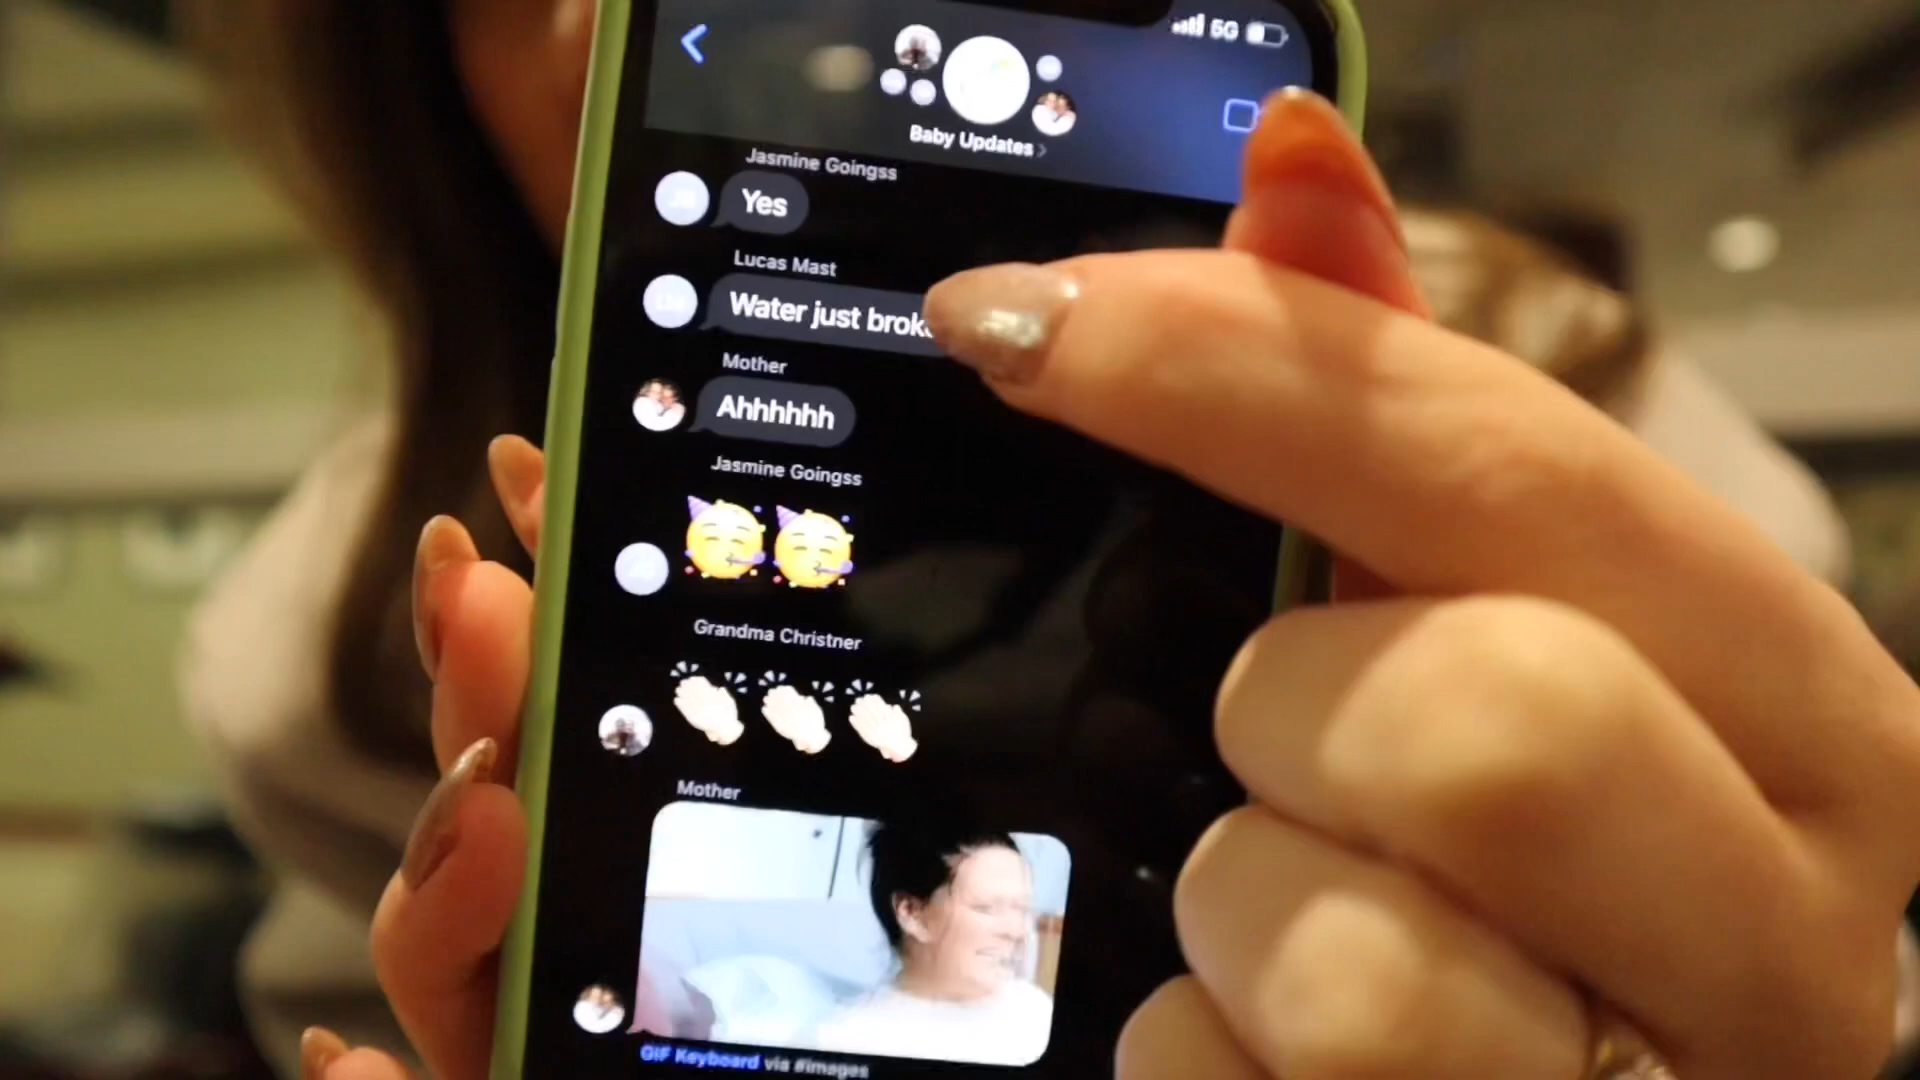 5G
Baby Updates >
Jasmine Goingss
Yes
Lucas Mast
Water just brok
Mother
Ahhhhhh
Jasmine Goingss
Grandma Christner
Mother
GIF Keyboard via #images